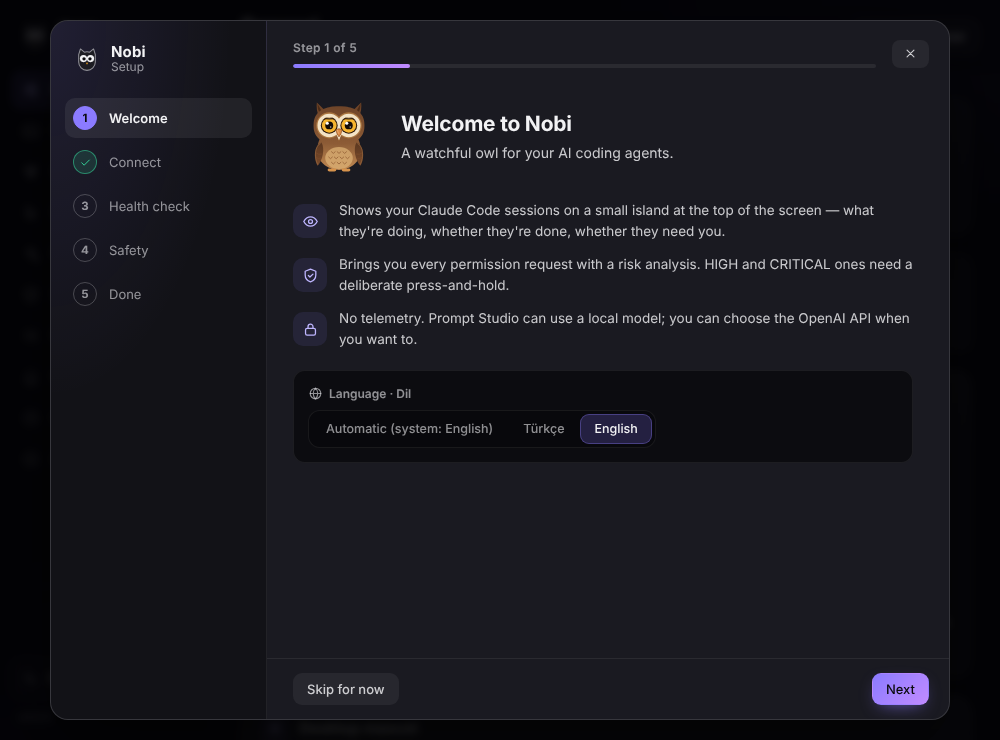 Nobi
Setup
1 Welcome
Connect
3 Health check
4 Safety
5 Done
Step 1 of 5
Welcome to Nobi
A watchful owl for your AI coding agents.
Shows your Claude Code sessions on a small island at the top of the screen — what
they're doing, whether they're done, whether they need you.
Brings you every permission request with a risk analysis. HIGH and CRITICAL ones need a
deliberate press-and-hold.
No telemetry. Prompt Studio can use a local model; you can choose the OpenAI API when
you want to.
Language · Dil
Automatic (system: English) Türkçe English
Skip for now Next